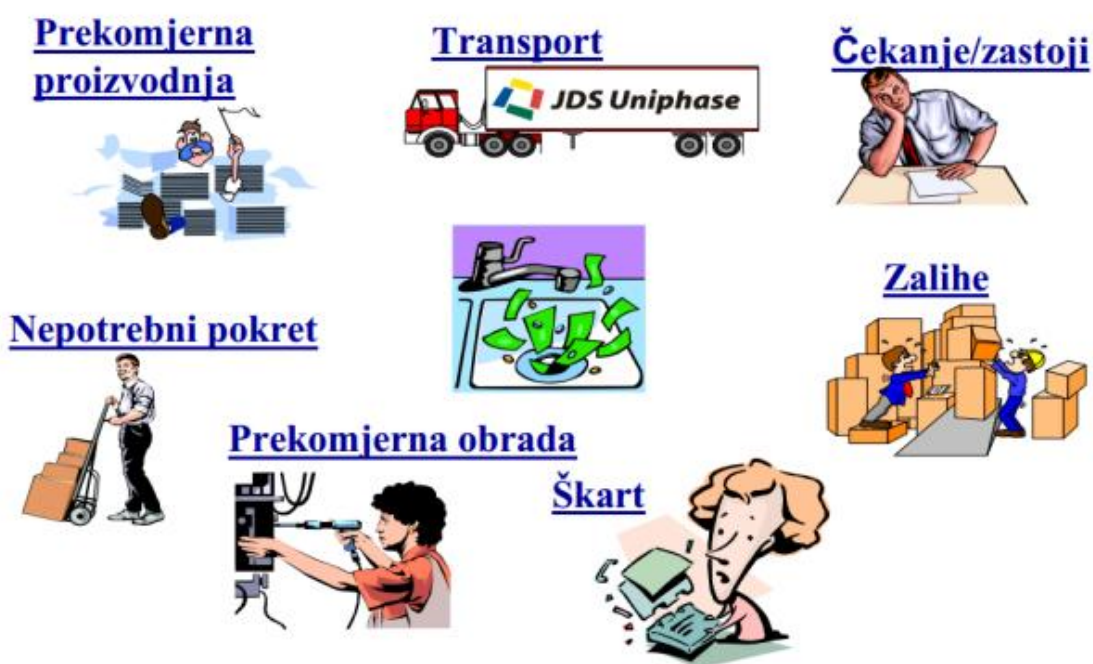 Prekomjerna
proizvodnja
Transport
JDS Uniphase
Čekanje/zastoji
Zalihe
Nepotrebni pokret
Prekomjerna obrada
Škart